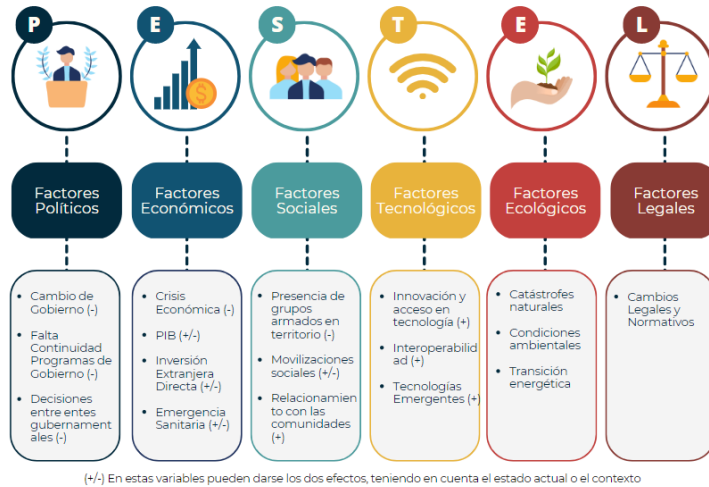 P
E
S
T
E
L
$
Factores
Políticos
Factores
Económicos
Factores
Sociales
Factores
Tecnológicos
Factores
Ecológicos
Factores
Legales
• Cambio de
Gobierno (-)
• Falta
Continuidad
Programas de
Gobierno (-)
• Decisiones
entre entes
gubernament
ales (-)
• Crisis
Económica (-)
• PIB (+/-)
• Inversión
Extranjera
Directa (+/-)
• Emergencia
Sanitaria (+/-)
• Presencia de
grupos
armados en
territorio (-)
• Movilizaciones
sociales (+/-)
• Relacionamien
to con las
comunidades
(+)
• Innovación y
acceso en
tecnología (+)
• Interoperabilid
ad (+)
• Tecnologías
Emergentes (+)
• Catástrofes
naturales
• Condiciones
ambientales
• Transición
energética
• Cambios
Legales y
Normativos
(+/-) En estas variables pueden darse los dos efectos, teniendo en cuenta el estado actual o el contexto